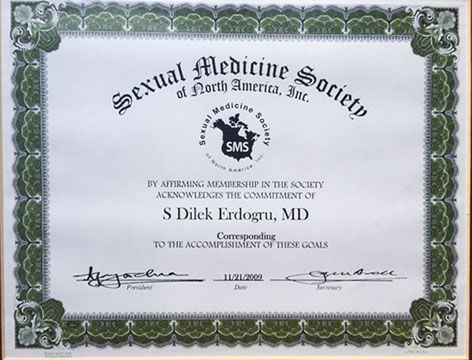 Sexual Medicine Society
of North America, Inc.
Sexual Medicine Society
SMS
of North America, Inc.
BY AFFIRMING MEMBERSHIP IN THE SOCIETY
ACKNOWLEDGES THE COMMITMENT OF
S Dilek Erdogru, MD
Corresponding
TO THE ACCOMPLISHMENT OF THESE GOALS
11/21/2009
President Date Secretary